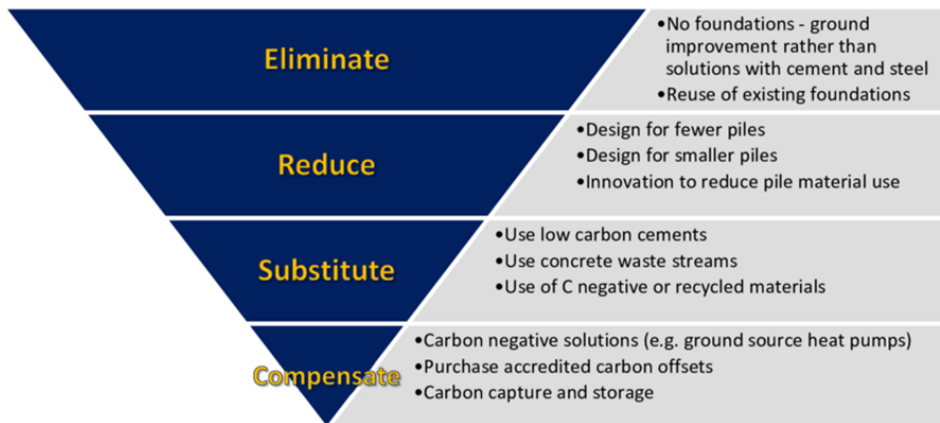 Eliminate
•No foundations - ground
improvement rather than
solutions with cement and steel
•Reuse of existing foundations
Reduce
•Design for fewer piles
•Design for smaller piles
•Innovation to reduce pile material use
Substitute
•Use low carbon cements
•Use concrete waste streams
•Use of C negative or recycled materials
Compensate
•Carbon negative solutions (e.g. ground source heat pumps)
•Purchase accredited carbon offsets
•Carbon capture and storage